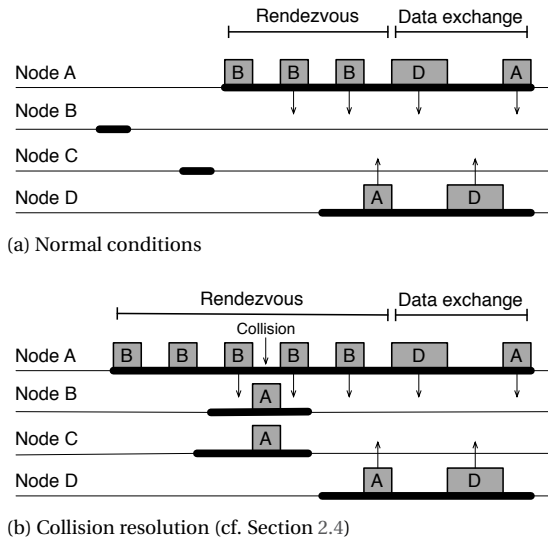 Rendezvous Data exchange
Node A B B B D A
Node B
Node C
Node D A D
(a) Normal conditions
Rendezvous Data exchange
Collision
Node A B B B B B D A
Node B A
Node C A
Node D A D
(b) Collision resolution (cf. Section 2.4)